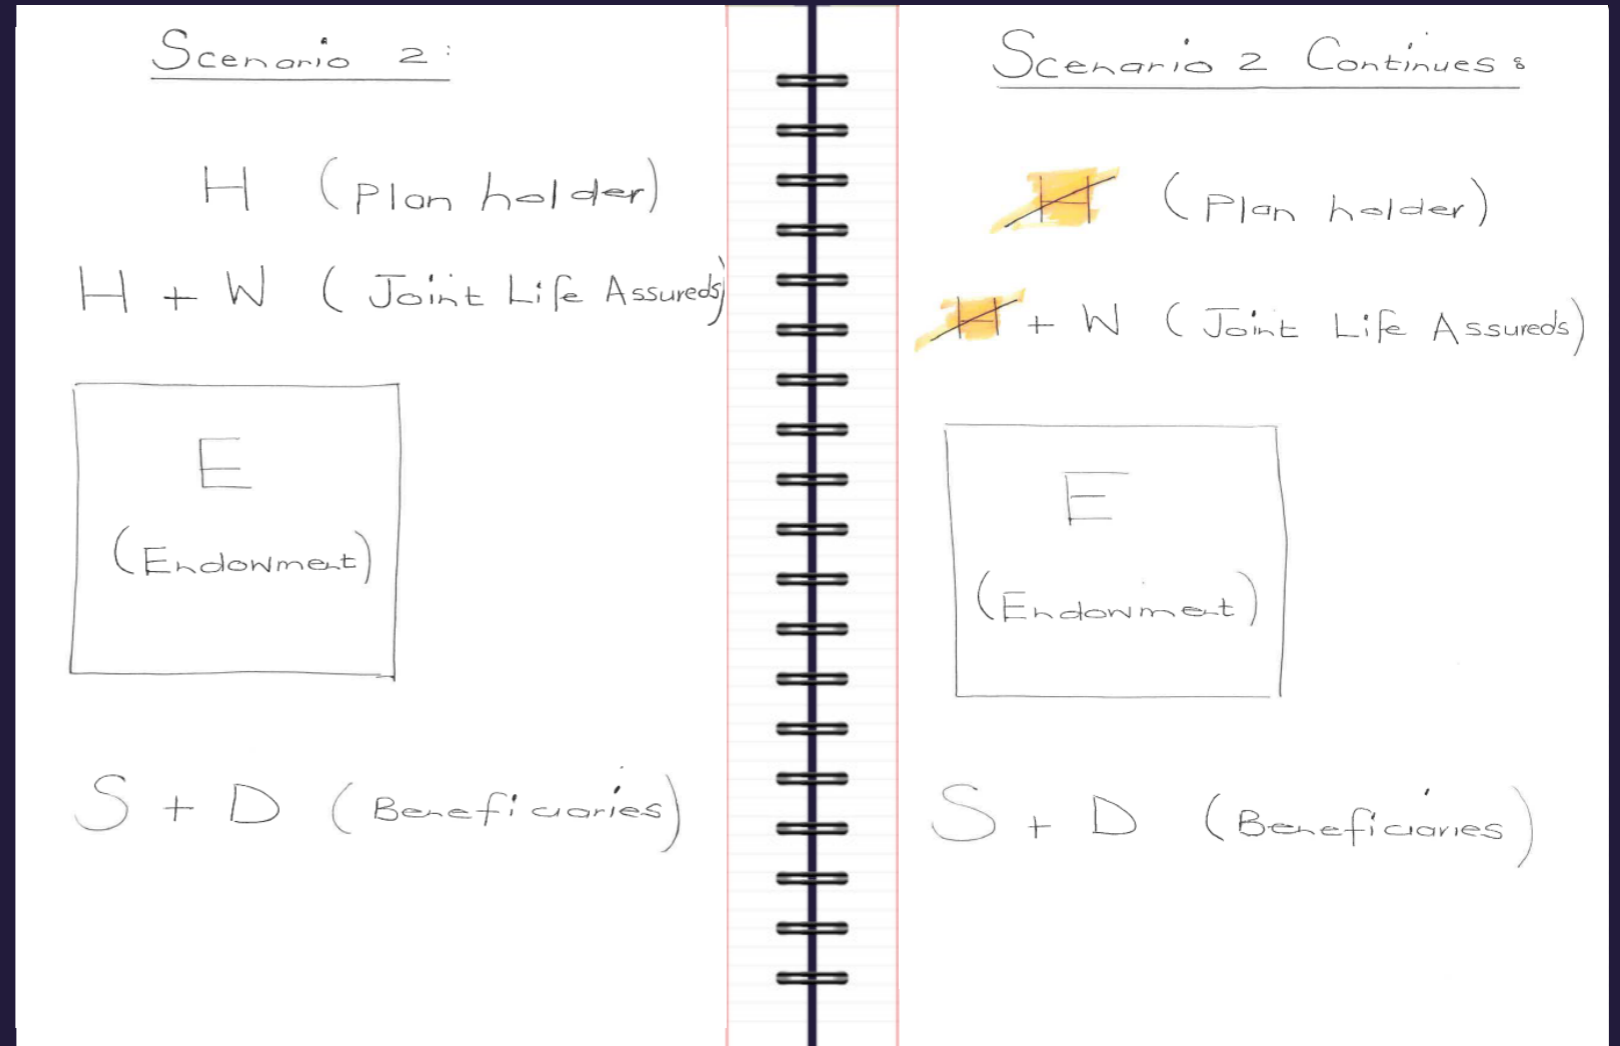 Scenario 2:
H (Plan holder)
H + W (Joint Life Assureds)
E
(Endowment)
S + D (Beneficiaries)
Scenario 2 Continues:
H (Plan holder)
H + W (Joint Life Assureds)
E
(Endowment)
S + D (Beneficiaries)